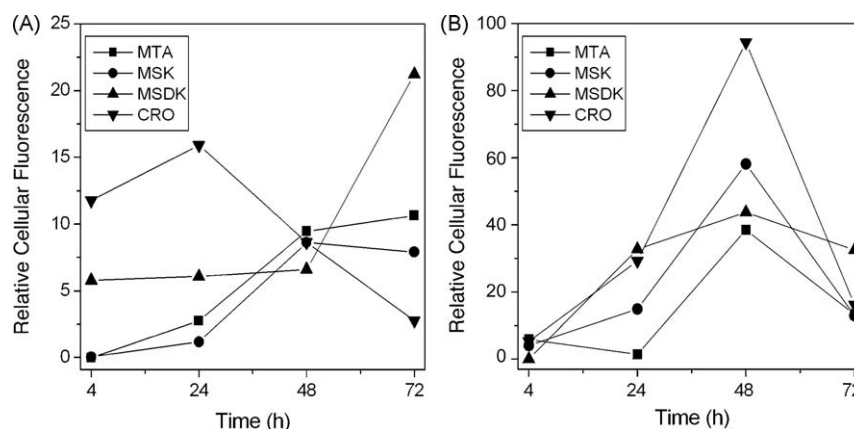 (A)
Relative Cellular Fluorescence
25
20
15
10
5
0
MTA
MSK
MSDK
CRO
4 24 48 72
Time (h)
(B)
Relative Cellular Fluorescence
100
80
60
40
20
0
MTA
MSK
MSDK
CRO
4 24 48 72
Time (h)